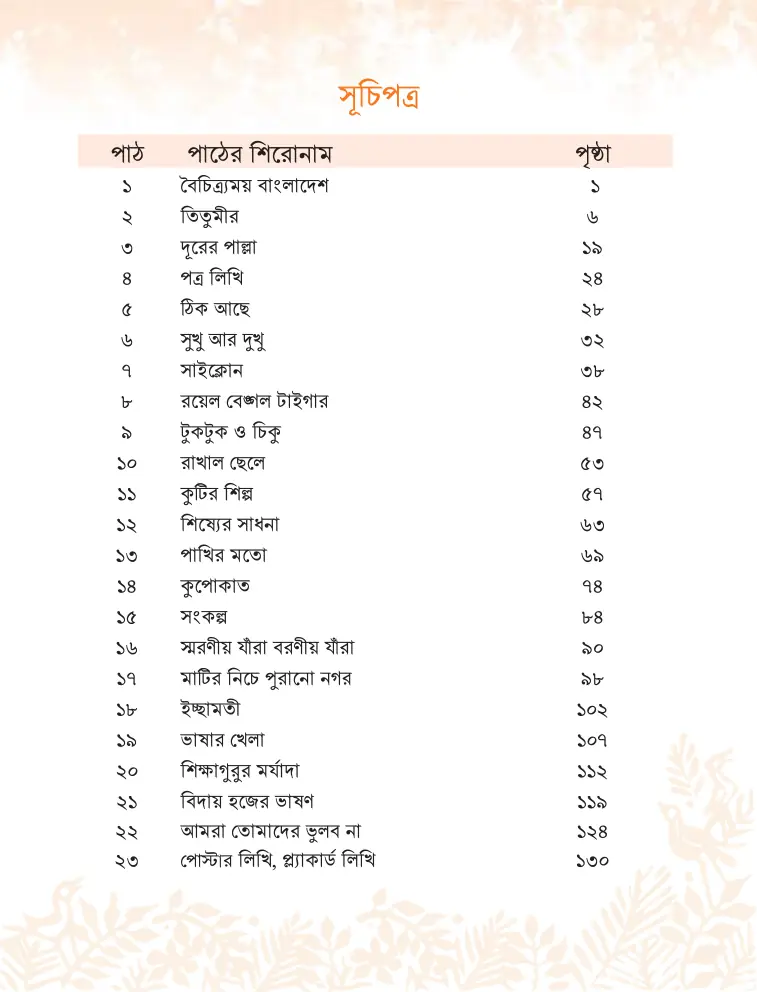 সূচিপত্র
পাঠ পাঠের শিরোনাম পৃষ্ঠা
১ বৈচিত্র্যময় বাংলাদেশ ১
২ তিতুমীর ৬
৩ দূরের পাল্লা ১৯
৪ পত্র লিখি ২৪
৫ ঠিক আছে ২৮
৬ সুখু আর দুখু ৩২
৭ সাইক্লোন ৩৮
৮ রয়েল বেঙ্গল টাইগার ৪২
৯ টুকটুক ও চিকু ৪৭
১০ রাখাল ছেলে ৫৩
১১ কুটির শিল্প ৫৭
১২ শিষ্যের সাধনা ৬৩
১৩ পাখির মতো ৬৯
১৪ কুপোকাত ৭৪
১৫ সংকল্প ৮৪
১৬ স্মরণীয় যাঁরা বরণীয় যাঁরা ৯০
১৭ মাটির নিচে পুরানো নগর ৯৮
১৮ ইচ্ছামতী ১০২
১৯ ভাষার খেলা ১০৭
২০ শিক্ষাগুরুর মর্যাদা ১১২
২১ বিদায় হজের ভাষণ ১১৯
২২ আমরা তোমাদের ভুলব না ১২৪
২৩ পোস্টার লিখি, প্ল্যাকার্ড লিখি ১৩০